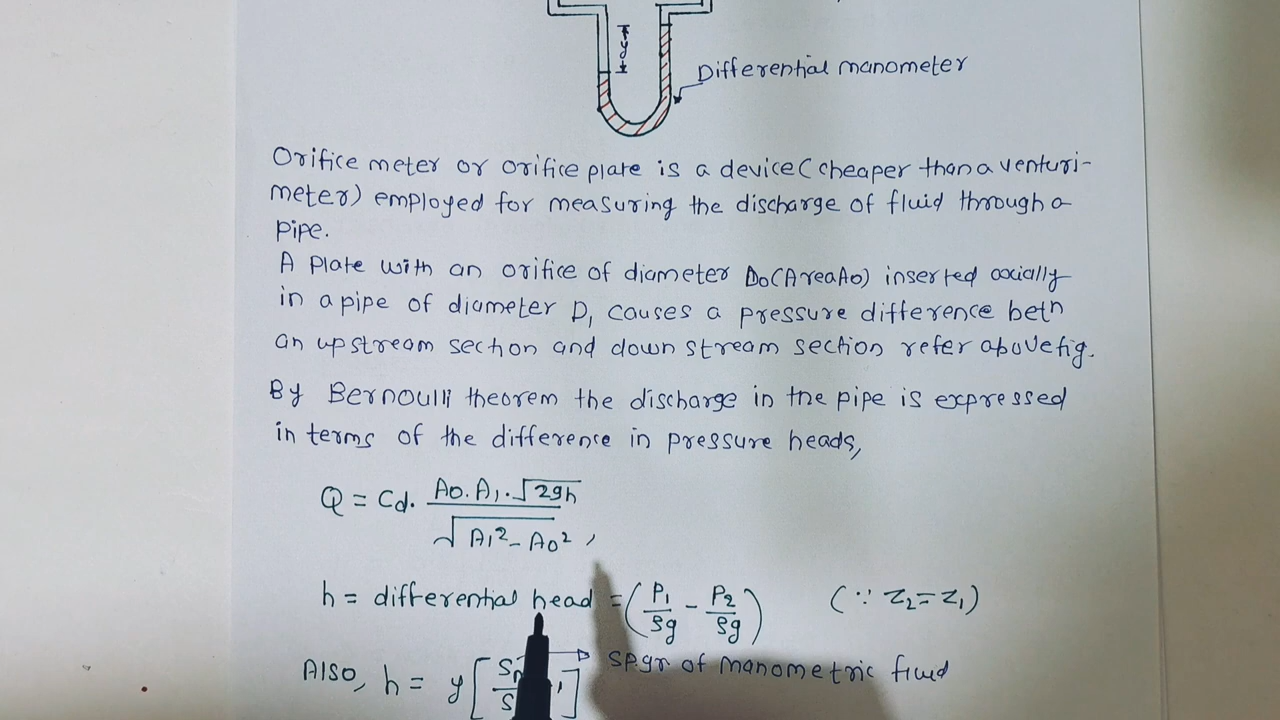 y
Differential manometer
Orifice meter or orifice plate is a device (cheaper than a venturi-
meter) employed for measuring the discharge of fluid through a
pipe.
A plate with an orifice of diameter Do (Area Ao) inserted axially
in a pipe of diameter D, causes a pressure difference betn
an upstream section and down stream section refer above fig.
By Bernoulli theorem the discharge in the pipe is expressed
in terms of the difference in pressure heads,
Q = Cd. Ao. A₁. √2gh / √A₁² - Ao² ,
h = differential head = (P₁/ρg - P₂/ρg) (∵ Z₂ = Z₁)
Also, h = y [ S / S ] sp.gr of manometric fluid